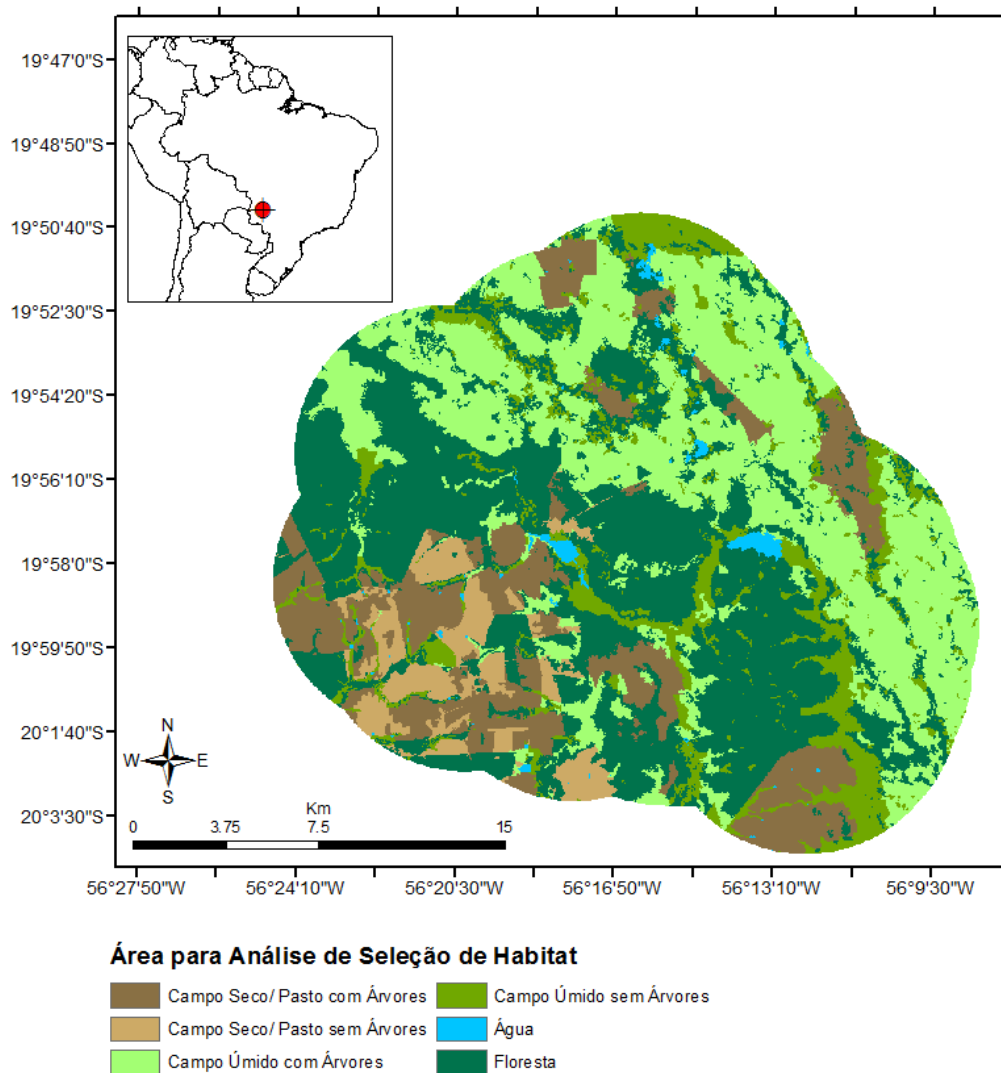 19°47'0"S
19°48'50"S
19°50'40"S
19°52'30"S
19°54'20"S
19°56'10"S
19°58'0"S
19°59'50"S
20°1'40"S
20°3'30"S
N
W E
S
Km
0 3.75 7.5 15
56°27'50"W 56°24'10"W 56°20'30"W 56°16'50"W 56°13'10"W 56°9'30"W
Área para Análise de Seleção de Habitat
Campo Seco/ Pasto com Árvores
Campo Seco/ Pasto sem Árvores
Campo Úmido com Árvores
Campo Úmido sem Árvores
Água
Floresta